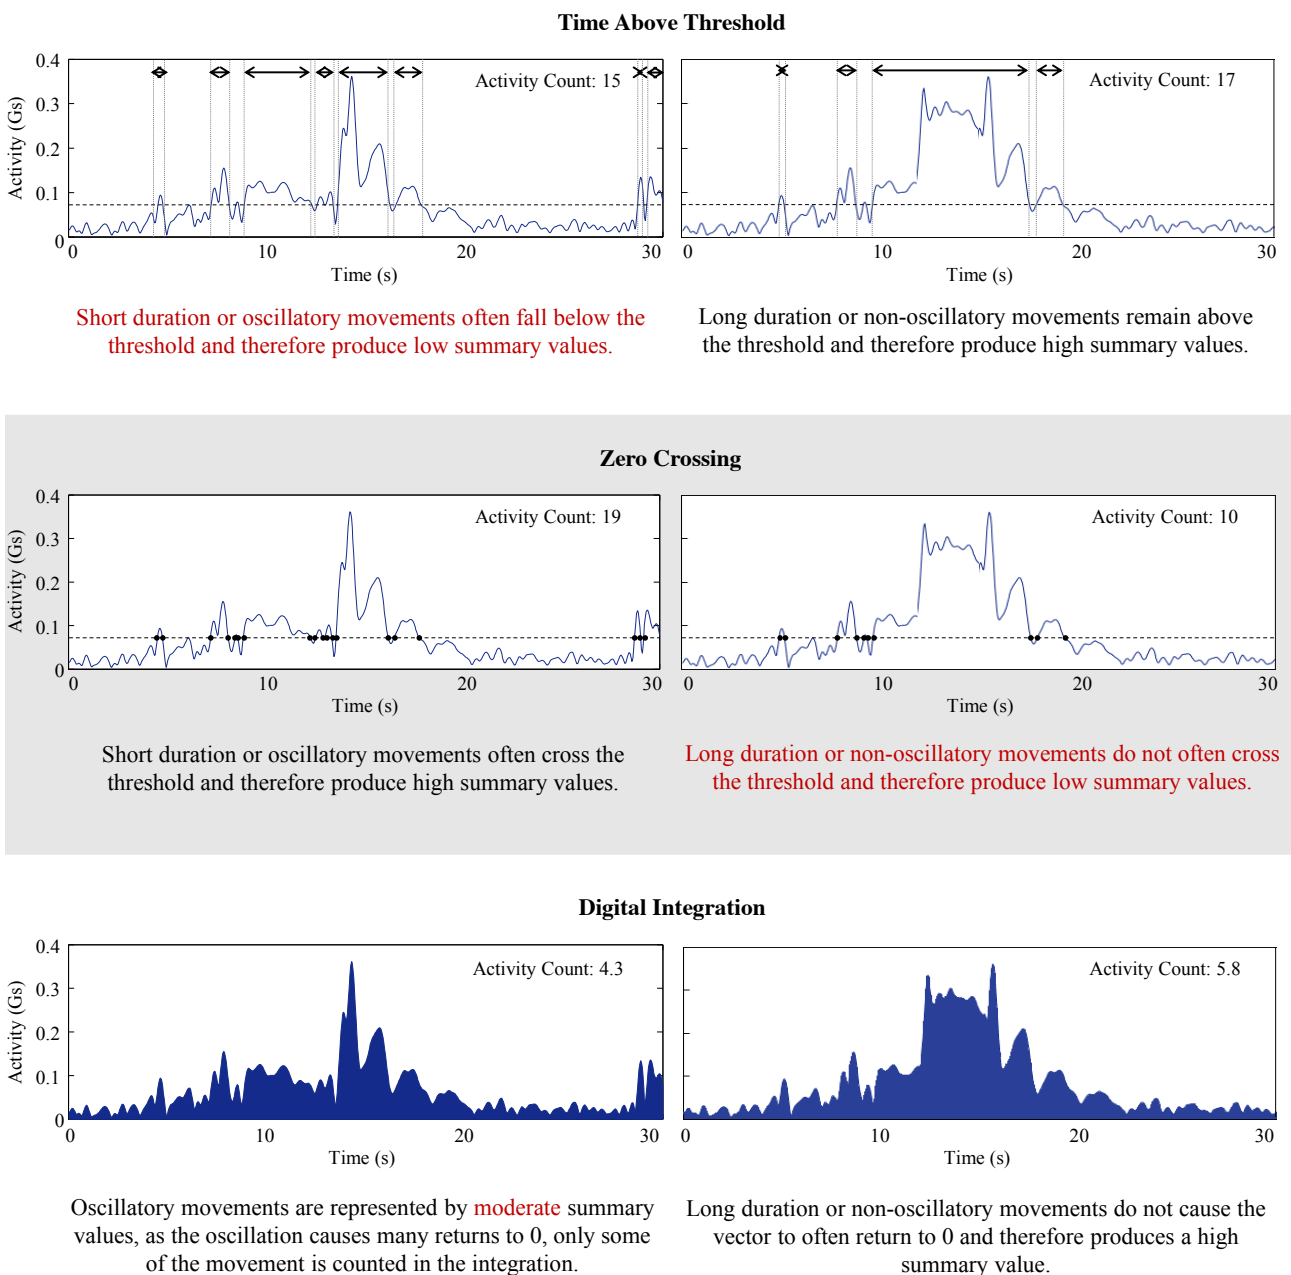 Time Above Threshold
Activity Count: 15
Activity (Gs)
0.4
0.3
0.2
0.1
0
0 10 20 30
Time (s)
Activity Count: 17
0 10 20 30
Time (s)
Short duration or oscillatory movements often fall below the
threshold and therefore produce low summary values.
Long duration or non-oscillatory movements remain above
the threshold and therefore produce high summary values.
Zero Crossing
Activity Count: 19
Activity (Gs)
0.4
0.3
0.2
0.1
0
0 10 20 30
Time (s)
Activity Count: 10
0 10 20 30
Time (s)
Short duration or oscillatory movements often cross the
threshold and therefore produce high summary values.
Long duration or non-oscillatory movements do not often cross
the threshold and therefore produce low summary values.
Digital Integration
Activity Count: 4.3
Activity (Gs)
0.4
0.3
0.2
0.1
0
0 10 20 30
Time (s)
Activity Count: 5.8
0 10 20 30
Time (s)
Oscillatory movements are represented by moderate summary
values, as the oscillation causes many returns to 0, only some
of the movement is counted in the integration.
Long duration or non-oscillatory movements do not cause the
vector to often return to 0 and therefore produces a high
summary value.